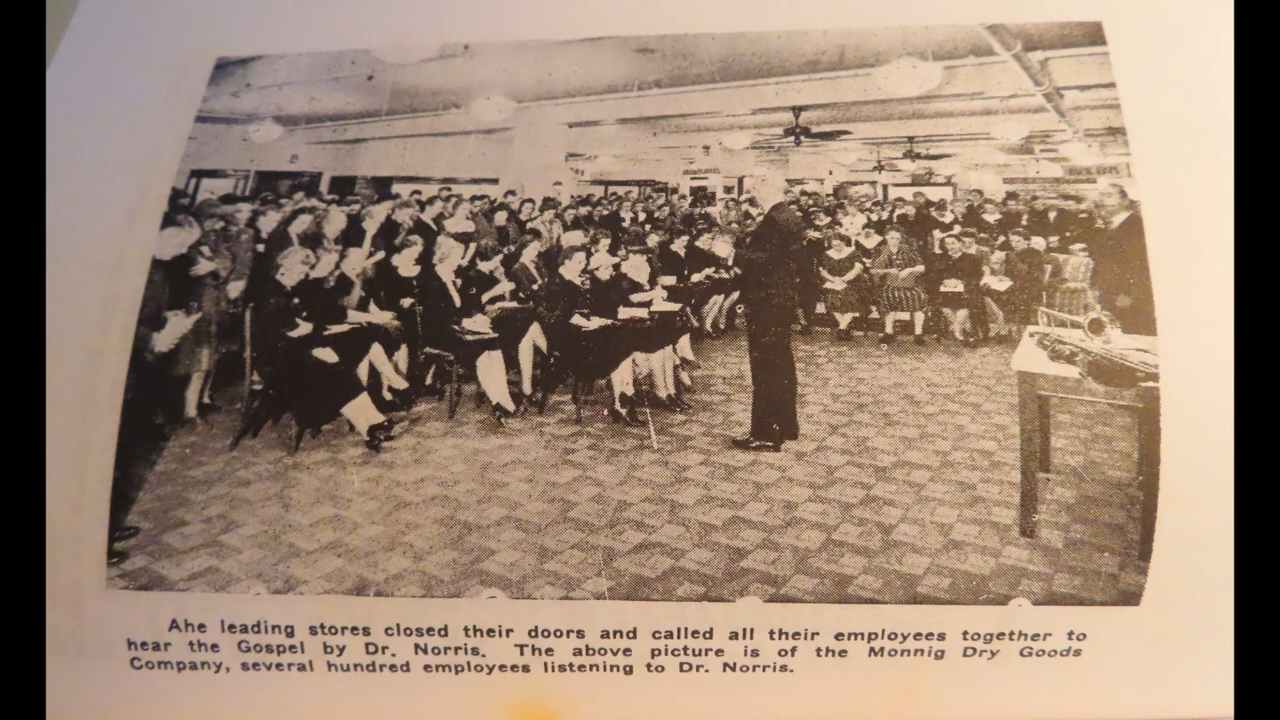 Ahe leading stores closed their doors and called all their employees together to
hear the Gospel by Dr. Norris. The above picture is of the Monnig Dry Goods
Company, several hundred employees listening to Dr. Norris.